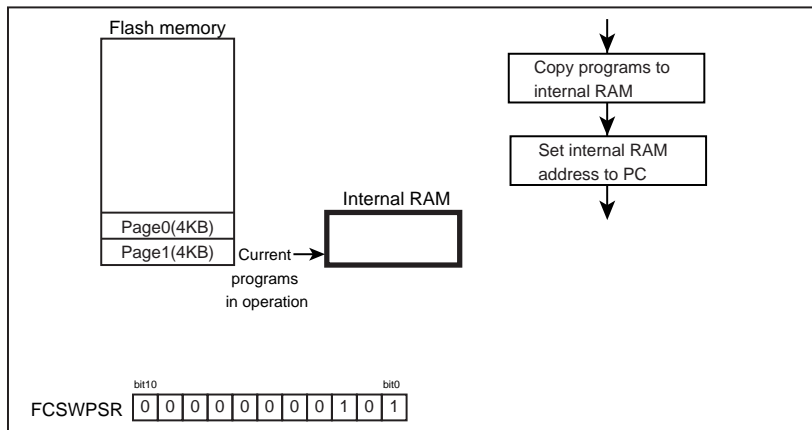 Flash memory
Page0(4KB)
Page1(4KB)
Current
programs
in operation
Internal RAM
Copy programs to
internal RAM
Set internal RAM
address to PC
bit10 bit0
FCSWPSR 0 0 0 0 0 0 0 0 1 0 1